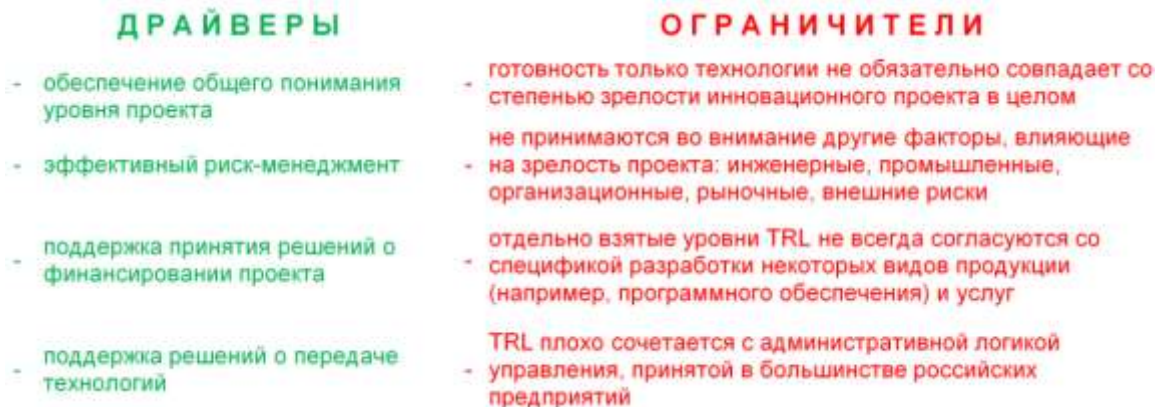 ДРАЙВЕРЫ
- обеспечение общего понимания
уровня проекта
- эффективный риск-менеджмент
- поддержка принятия решений о
финансировании проекта
- поддержка решений о передаче
технологий
ОГРАНИЧИТЕЛИ
- готовность только технологии не обязательно совпадает со
степенью зрелости инновационного проекта в целом
- не принимаются во внимание другие факторы, влияющие
на зрелость проекта: инженерные, промышленные,
организационные, рыночные, внешние риски
- отдельно взятые уровни TRL не всегда согласуются со
спецификой разработки некоторых видов продукции
(например, программного обеспечения) и услуг
- TRL плохо сочетается с административной логикой
управления, принятой в большинстве российских
предприятий